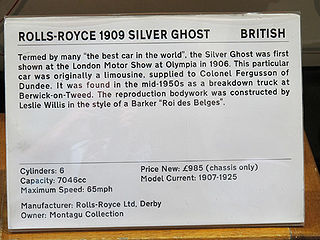 ROLLS-ROYCE 1909 SILVER GHOST BRITISH
Termed by many "the best car in the world", the Silver Ghost was first
shown at the London Motor Show at Olympia in 1906. This particular
car was originally a limousine, supplied to Colonel Fergusson of
Dundee. It was found in the mid-1950s as a breakdown truck at
Berwick-on-Tweed. The reproduction bodywork was constructed by
Leslie Willis in the style of a Barker "Roi des Belges".
Cylinders: 6 Price New: £985 (chassis only)
Capacity: 7046cc Model Current: 1907-1925
Maximum Speed: 65mph
Manufacturer: Rolls-Royce Ltd, Derby
Owner: Montagu Collection